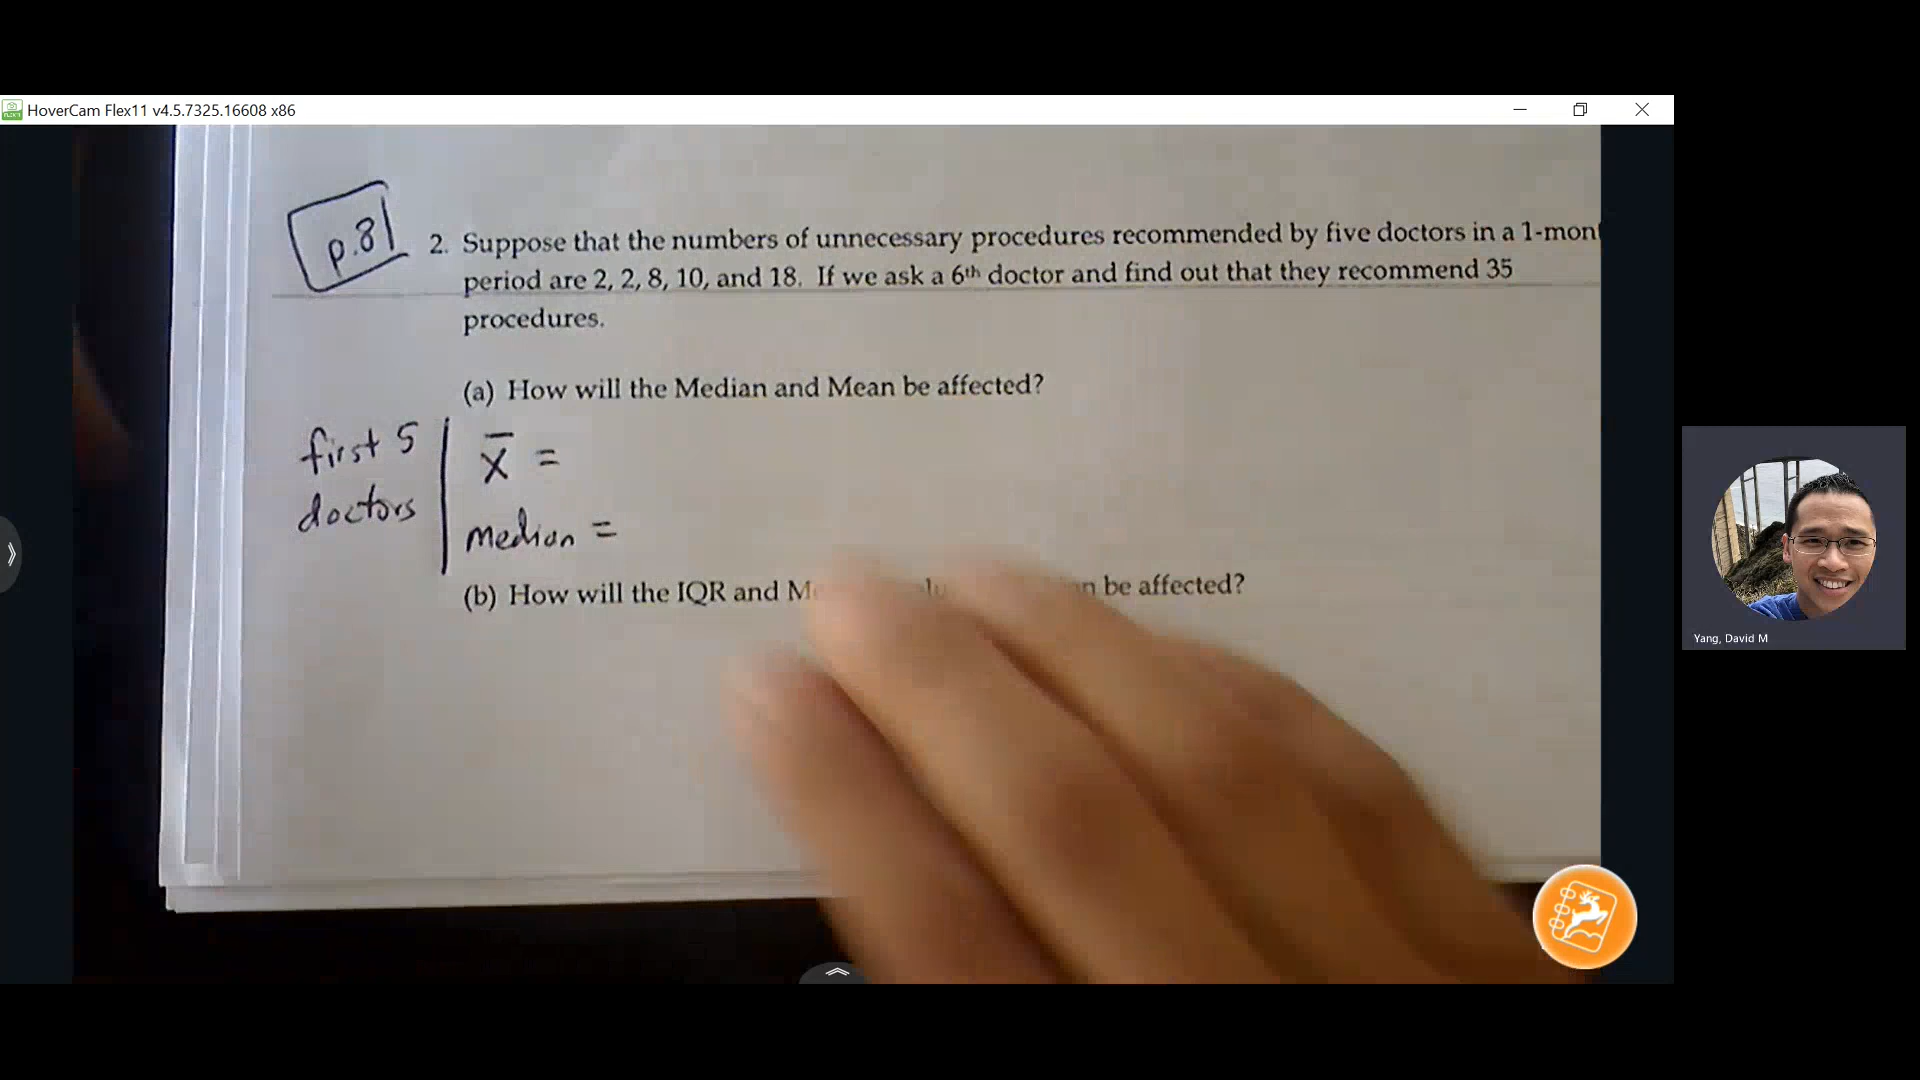 HoverCam Flex11 v4.5.7325.16608 x86
p.8
2. Suppose that the numbers of unnecessary procedures recommended by five doctors in a 1-mont
period are 2, 2, 8, 10, and 18. If we ask a 6th doctor and find out that they recommend 35
procedures.
(a) How will the Median and Mean be affected?
first 5
doctors
X̄ =
median =
(b) How will the IQR and be affected?
Yang, David M